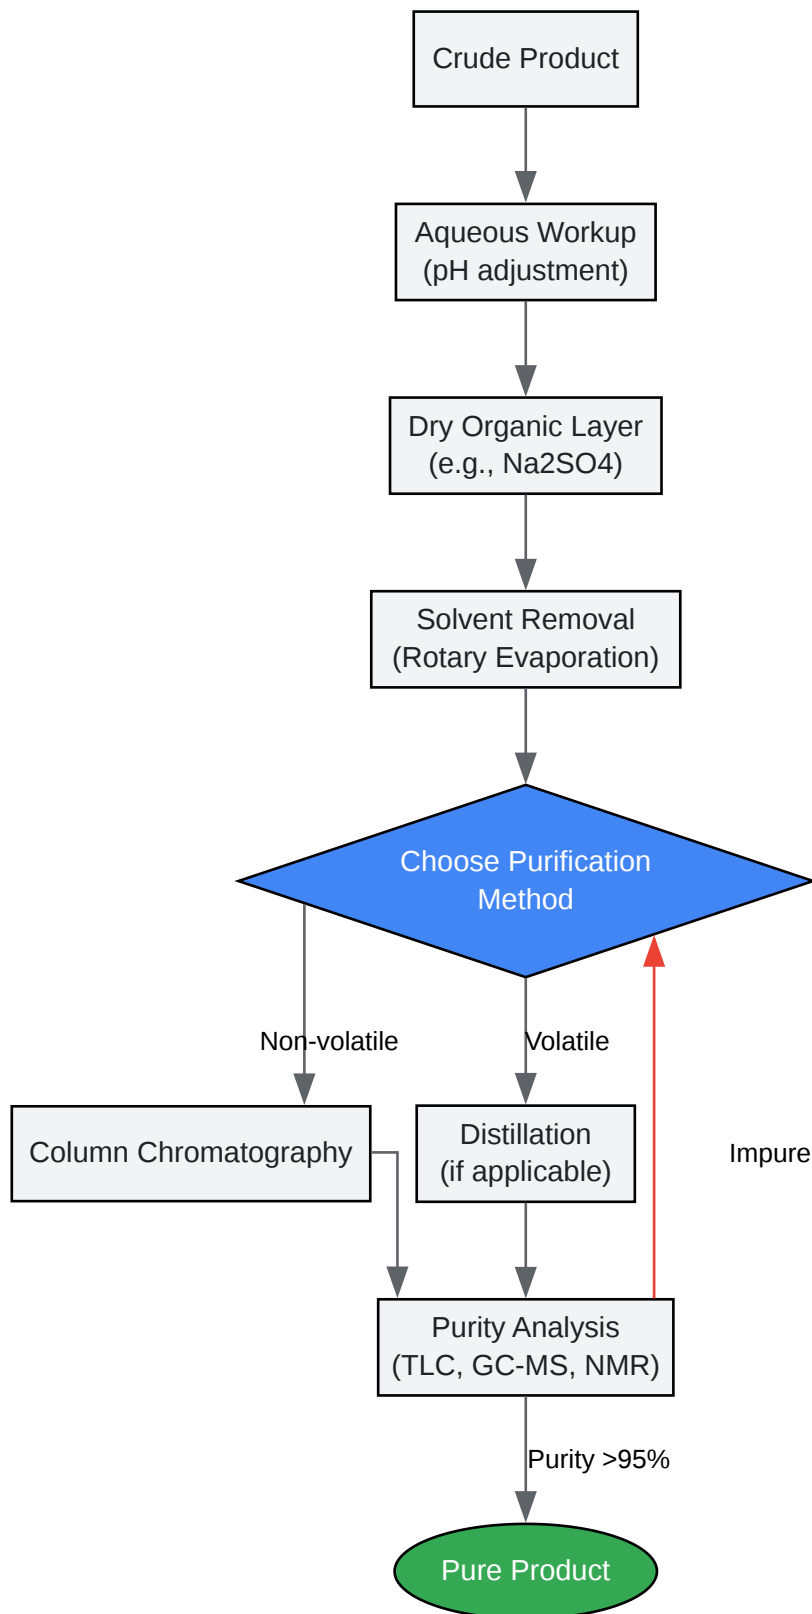 Crude Product
Aqueous Workup
(pH adjustment)
Dry Organic Layer
(e.g., Na2SO4)
Solvent Removal
(Rotary Evaporation)
Choose Purification
Method
Non-volatile
Volatile
Column Chromatography
Distillation
(if applicable)
Impure
Purity Analysis
(TLC, GC-MS, NMR)
Purity >95%
Pure Product